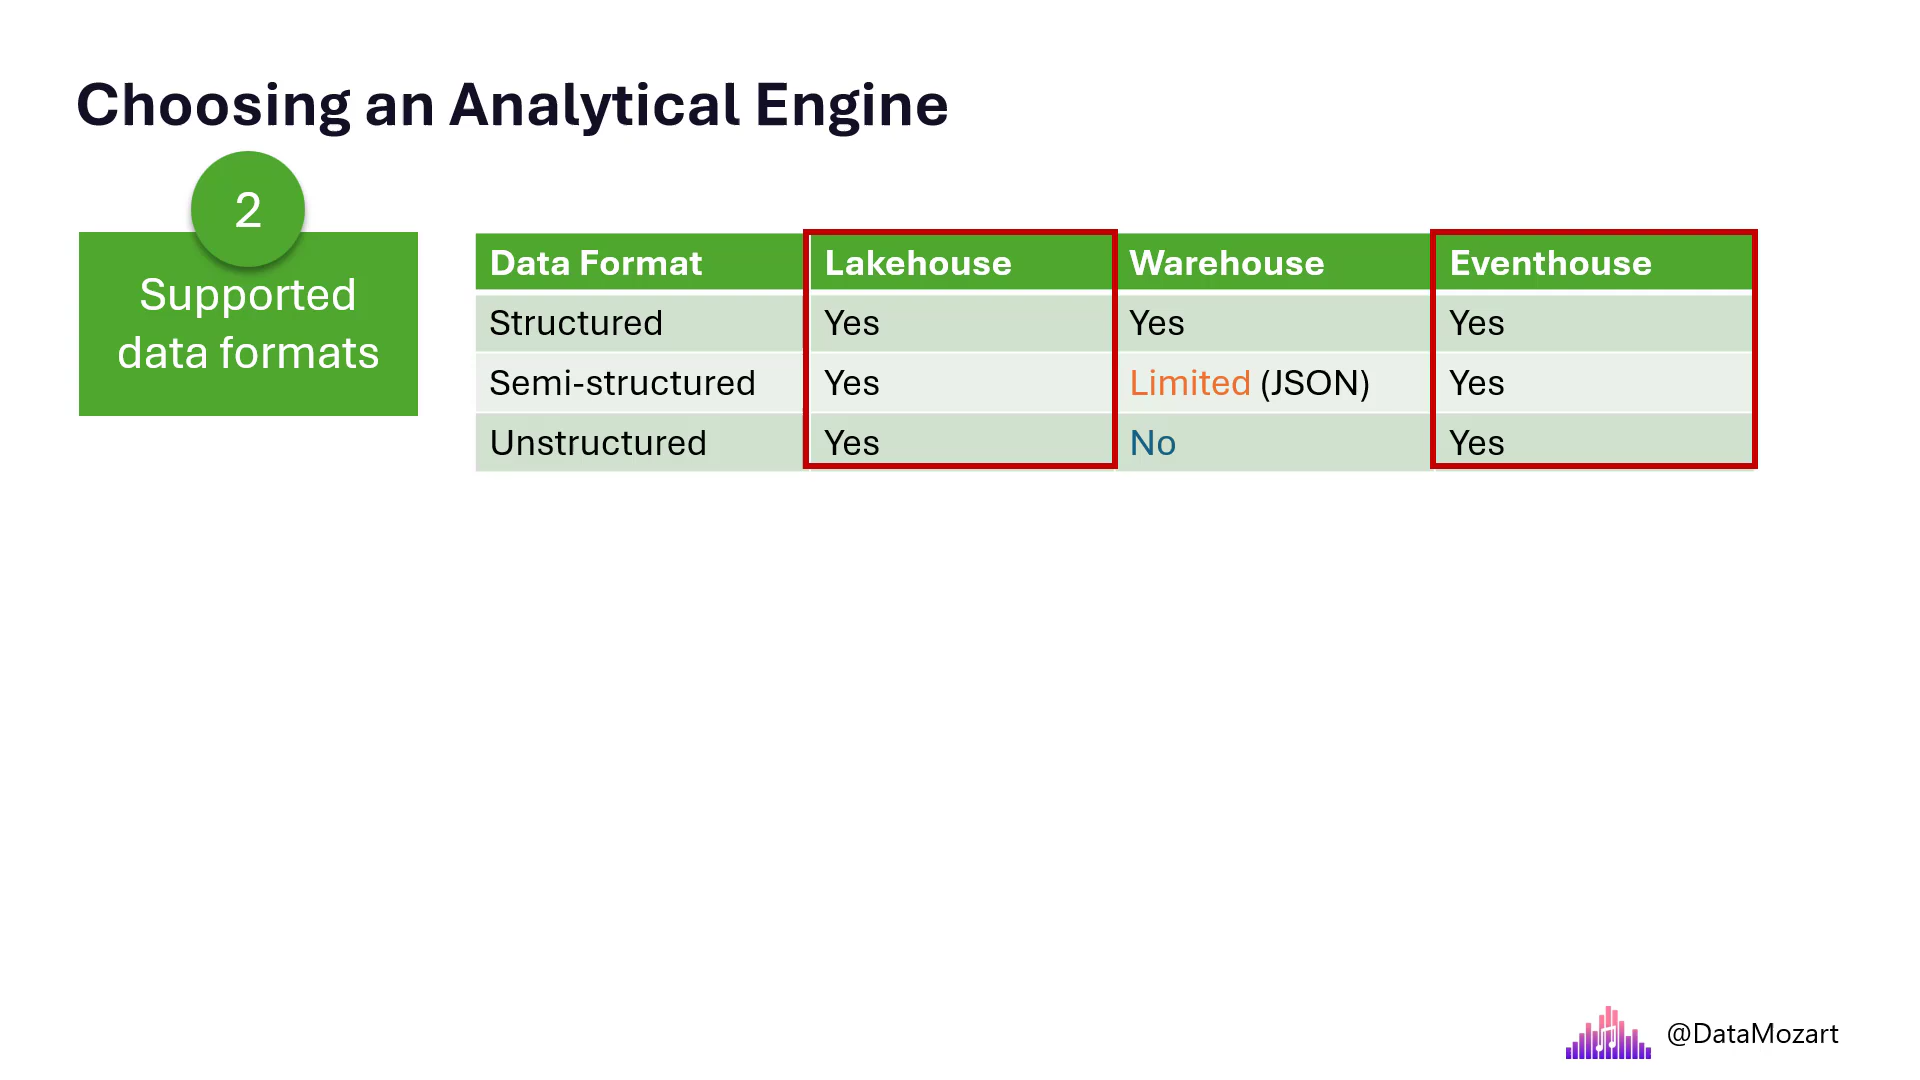 Choosing an Analytical Engine
2
Supported
data formats
Data Format Lakehouse Warehouse Eventhouse
Structured Yes Yes Yes
Semi-structured Yes Limited (JSON) Yes
Unstructured Yes No Yes
@DataMozart